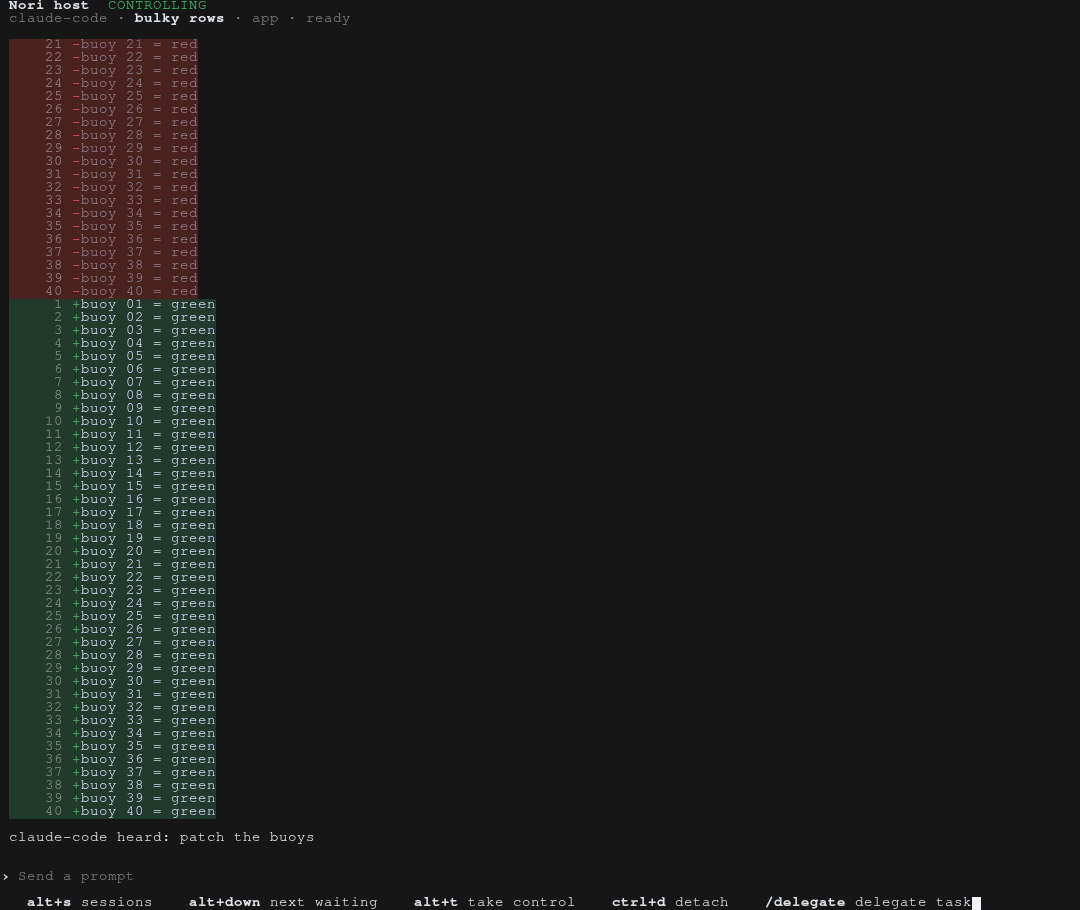 Nori host  CONTROLLING
claude-code · bulky rows · app · ready
21 -buoy 21 = red
22 -buoy 22 = red
23 -buoy 23 = red
24 -buoy 24 = red
25 -buoy 25 = red
26 -buoy 26 = red
27 -buoy 27 = red
28 -buoy 28 = red
29 -buoy 29 = red
30 -buoy 30 = red
31 -buoy 31 = red
32 -buoy 32 = red
33 -buoy 33 = red
34 -buoy 34 = red
35 -buoy 35 = red
36 -buoy 36 = red
37 -buoy 37 = red
38 -buoy 38 = red
39 -buoy 39 = red
40 -buoy 40 = red
1 +buoy 01 = green
2 +buoy 02 = green
3 +buoy 03 = green
4 +buoy 04 = green
5 +buoy 05 = green
6 +buoy 06 = green
7 +buoy 07 = green
8 +buoy 08 = green
9 +buoy 09 = green
10 +buoy 10 = green
11 +buoy 11 = green
12 +buoy 12 = green
13 +buoy 13 = green
14 +buoy 14 = green
15 +buoy 15 = green
16 +buoy 16 = green
17 +buoy 17 = green
18 +buoy 18 = green
19 +buoy 19 = green
20 +buoy 20 = green
21 +buoy 21 = green
22 +buoy 22 = green
23 +buoy 23 = green
24 +buoy 24 = green
25 +buoy 25 = green
26 +buoy 26 = green
27 +buoy 27 = green
28 +buoy 28 = green
29 +buoy 29 = green
30 +buoy 30 = green
31 +buoy 31 = green
32 +buoy 32 = green
33 +buoy 33 = green
34 +buoy 34 = green
35 +buoy 35 = green
36 +buoy 36 = green
37 +buoy 37 = green
38 +buoy 38 = green
39 +buoy 39 = green
40 +buoy 40 = green
claude-code heard: patch the buoys
› Send a prompt
alt+s sessions    alt+down next waiting    alt+t take control    ctrl+d detach    /delegate delegate task